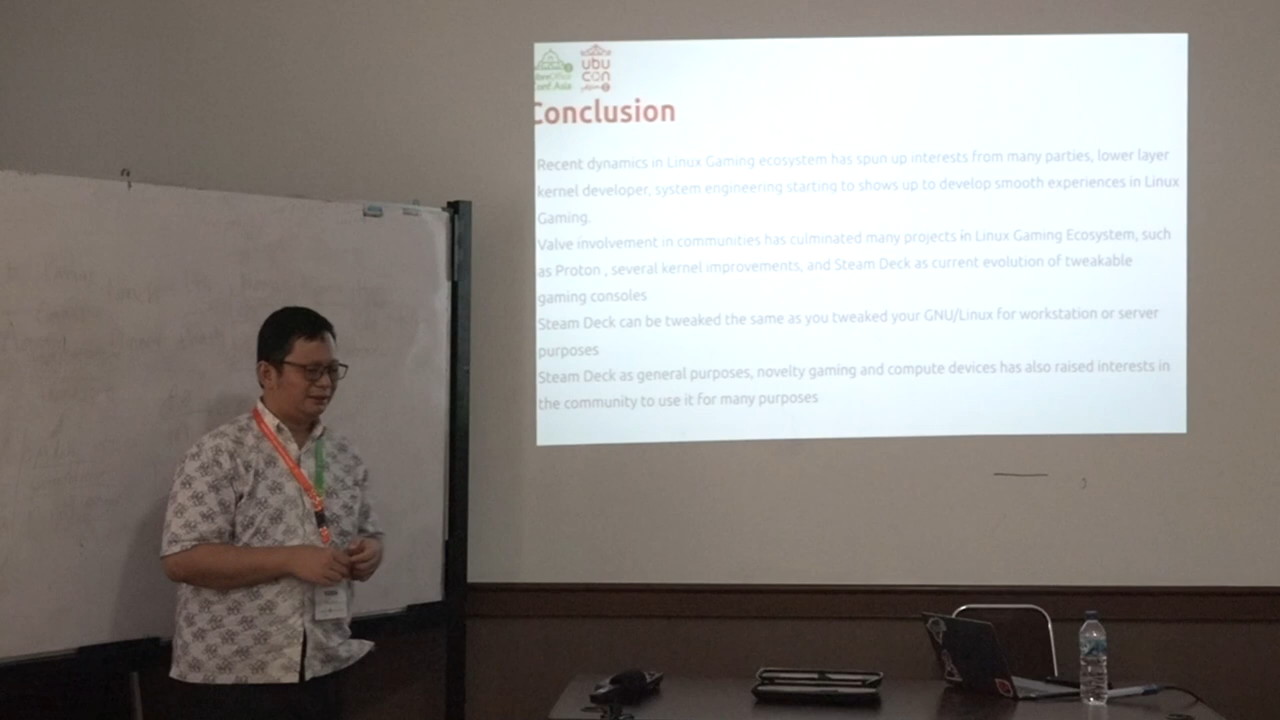 ubu
con
Conf Asia
Conclusion
Recent dynamics in Linux Gaming ecosystem has spun up interests from many parties, lower layer
kernel developer, system engineering starting to shows up to develop smooth experiences in Linux
Gaming.
Valve involvement in communities has culminated many projects in Linux Gaming Ecosystem, such
as Proton , several kernel improvements, and Steam Deck as current evolution of tweakable
gaming consoles
Steam Deck can be tweaked the same as you tweaked your GNU/Linux for workstation or server
purposes
Steam Deck as general purposes, novelty gaming and compute devices has also raised interests in
the community to use it for many purposes